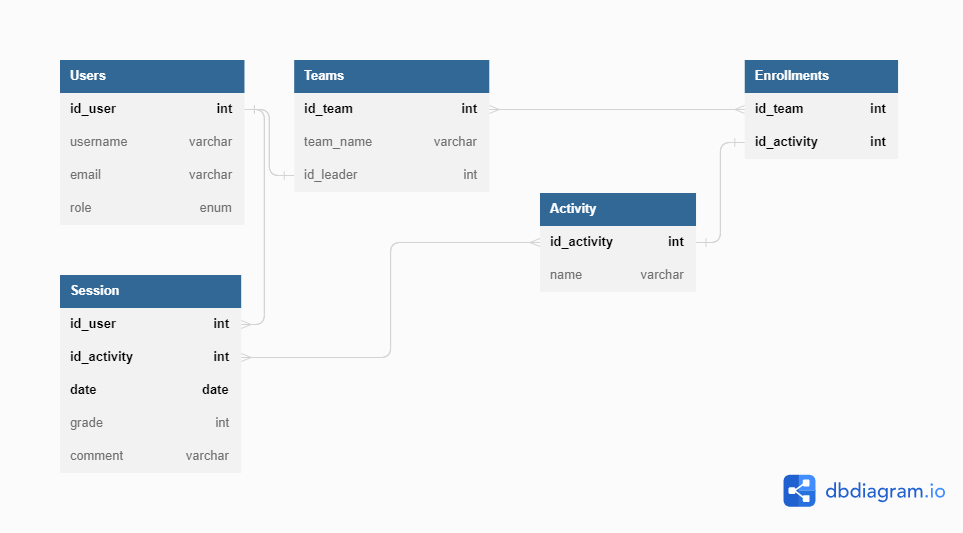 Users
id_user int
username varchar
email varchar
role enum
Teams
id_team int
team_name varchar
id_leader int
Enrollments
id_team int
id_activity int
Activity
id_activity int
name varchar
Session
id_user int
id_activity int
date date
grade int
comment varchar
dbdiagram.io